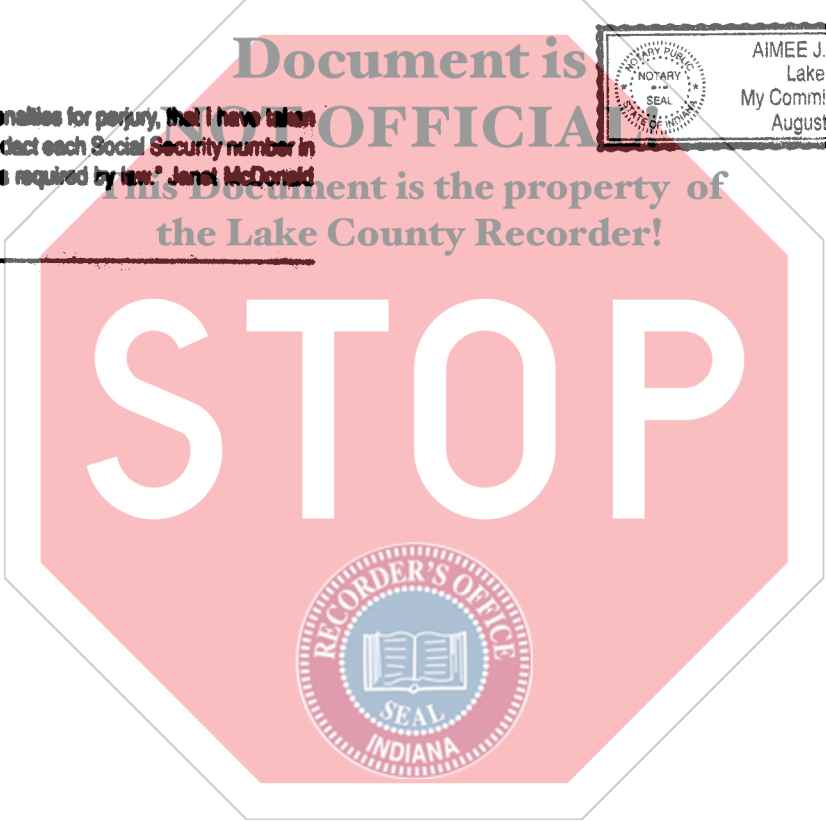 Document is
NOT OFFICIAL!
This Document is the property of
the Lake County Recorder!
NOTARY PUBLIC
NOTARY
SEAL
STATE OF INDIANA
AIMEE J.
Lake
My Commi
August
nalties for perjury, that I have taken
dact each Social Security number in
s required by law." Janet McDonald
STOP
RECORDER'S OFFICE
SEAL
INDIANA